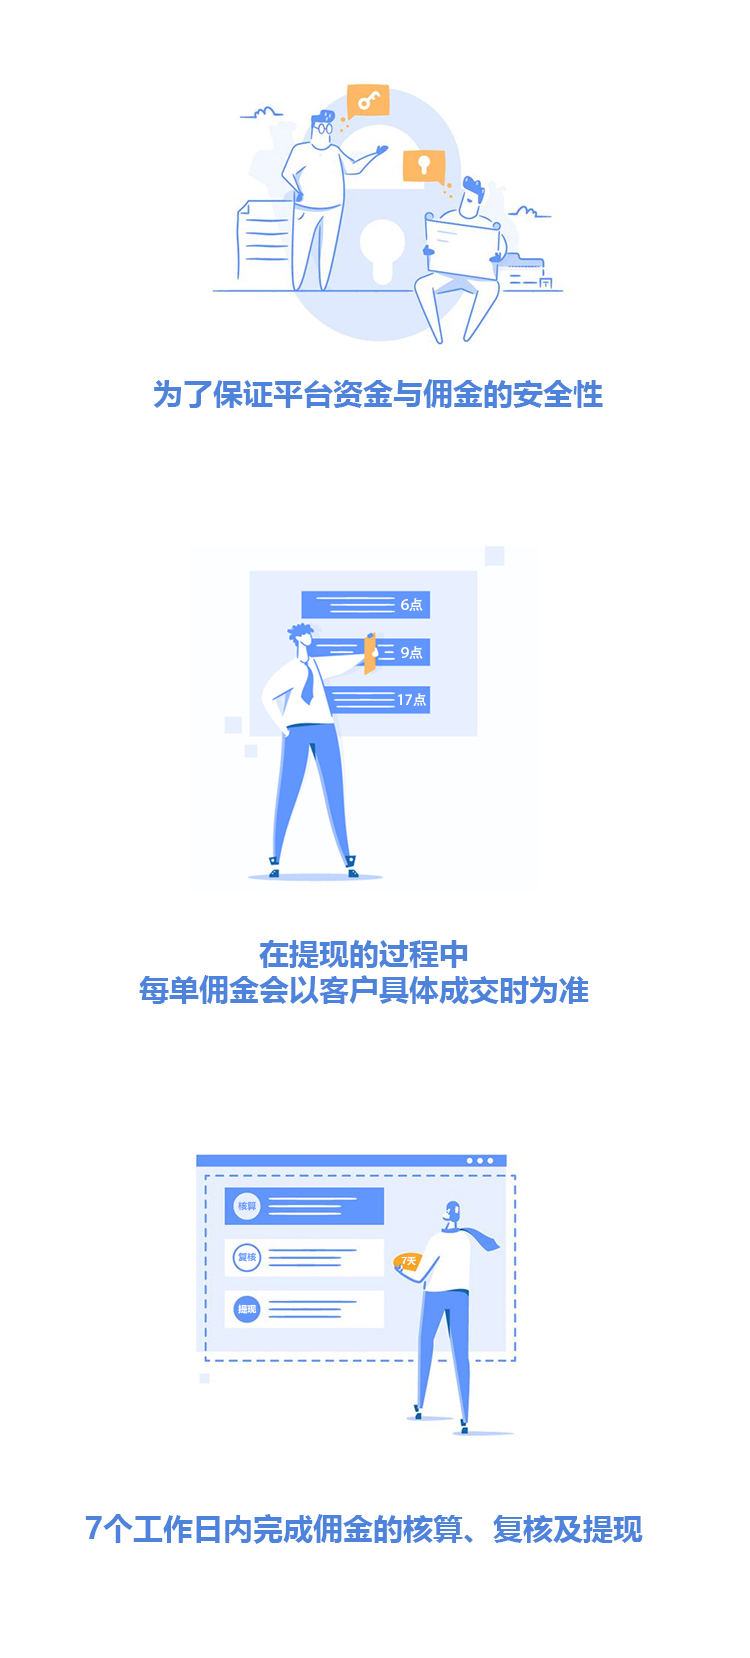 为了保证平台资金与佣金的安全性
6点
9点
17点
在提现的过程中
每单佣金会以客户具体成交时为准
核算
复核
7天
提现
7个工作日内完成佣金的核算、复核及提现